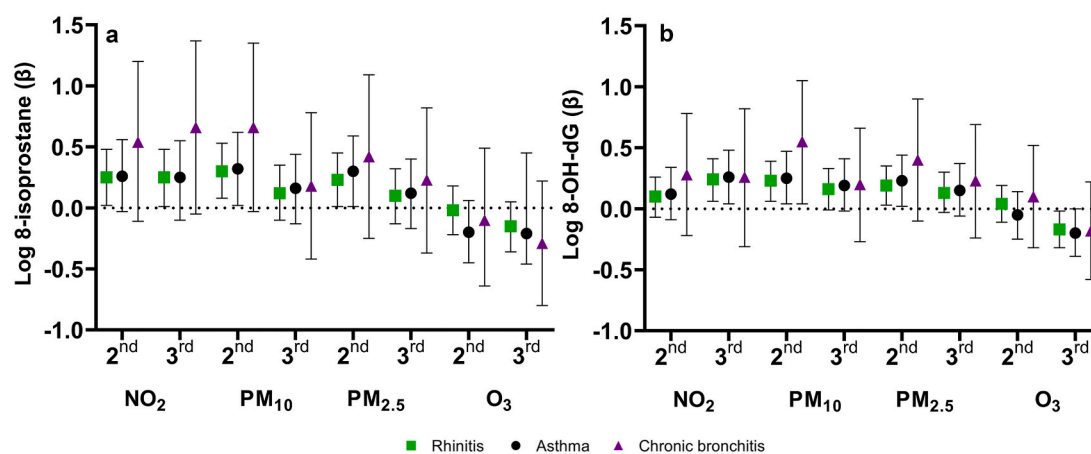 a
Log 8-isoprostane (β)
1.5
1.0
0.5
0.0
-0.5
-1.0
2nd 3rd 2nd 3rd 2nd 3rd 2nd 3rd
NO2 PM10 PM2.5 O3
b
Log 8-OH-dG (β)
1.5
1.0
0.5
0.0
-0.5
-1.0
2nd 3rd 2nd 3rd 2nd 3rd 2nd 3rd
NO2 PM10 PM2.5 O3
Rhinitis Asthma Chronic bronchitis